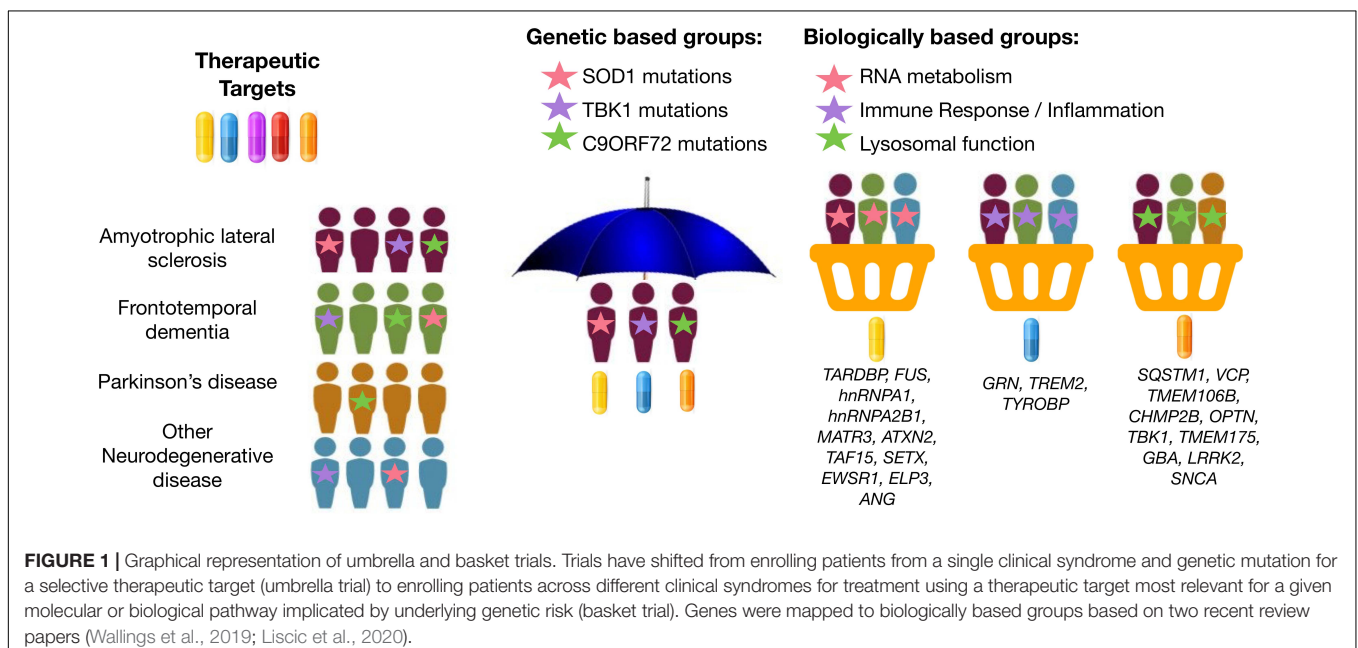 Therapeutic
Targets
Amyotrophic lateral
sclerosis
Frontotemporal
dementia
Parkinson's disease
Other
Neurodegenerative
disease
Genetic based groups:
SOD1 mutations
TBK1 mutations
C9ORF72 mutations
Biologically based groups:
RNA metabolism
Immune Response / Inflammation
Lysosomal function
TARDBP, FUS,
hnRNPA1,
hnRNPA2B1,
MATR3, ATXN2,
TAF15, SETX,
EWSR1, ELP3,
ANG
GRN, TREM2,
TYROBP
SQSTM1, VCP,
TMEM106B,
CHMP2B, OPTN,
TBK1, TMEM175,
GBA, LRRK2,
SNCA
FIGURE 1 | Graphical representation of umbrella and basket trials. Trials have shifted from enrolling patients from a single clinical syndrome and genetic mutation for
a selective therapeutic target (umbrella trial) to enrolling patients across different clinical syndromes for treatment using a therapeutic target most relevant for a given
molecular or biological pathway implicated by underlying genetic risk (basket trial). Genes were mapped to biologically based groups based on two recent review
papers (Wallings et al., 2019; Liscic et al., 2020).